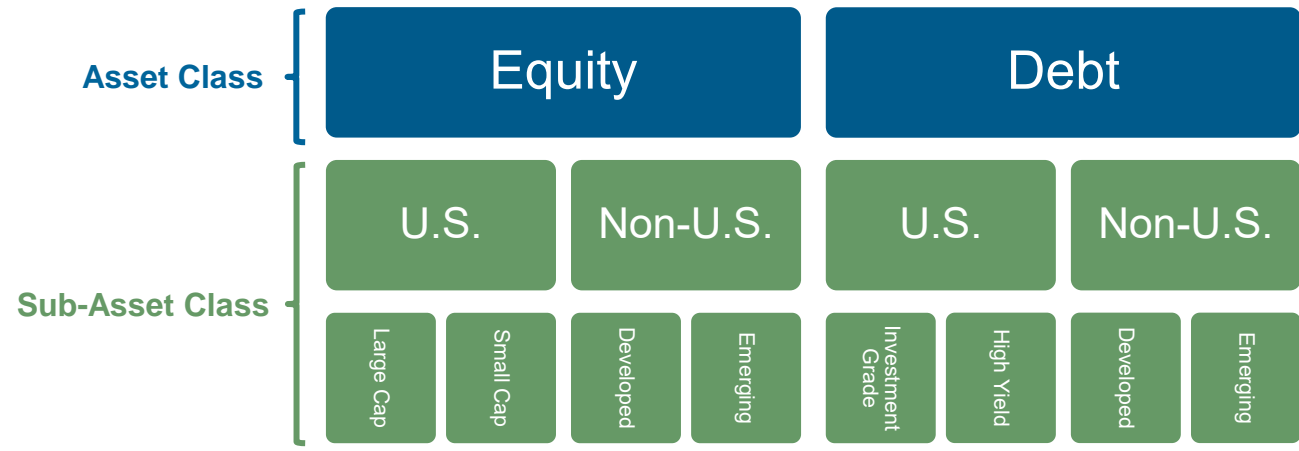 Asset Class
Equity
Debt
Sub-Asset Class
U.S.
Non-U.S.
U.S.
Non-U.S.
Large Cap
Small Cap
Developed
Emerging
Investment
Grade
High Yield
Developed
Emerging